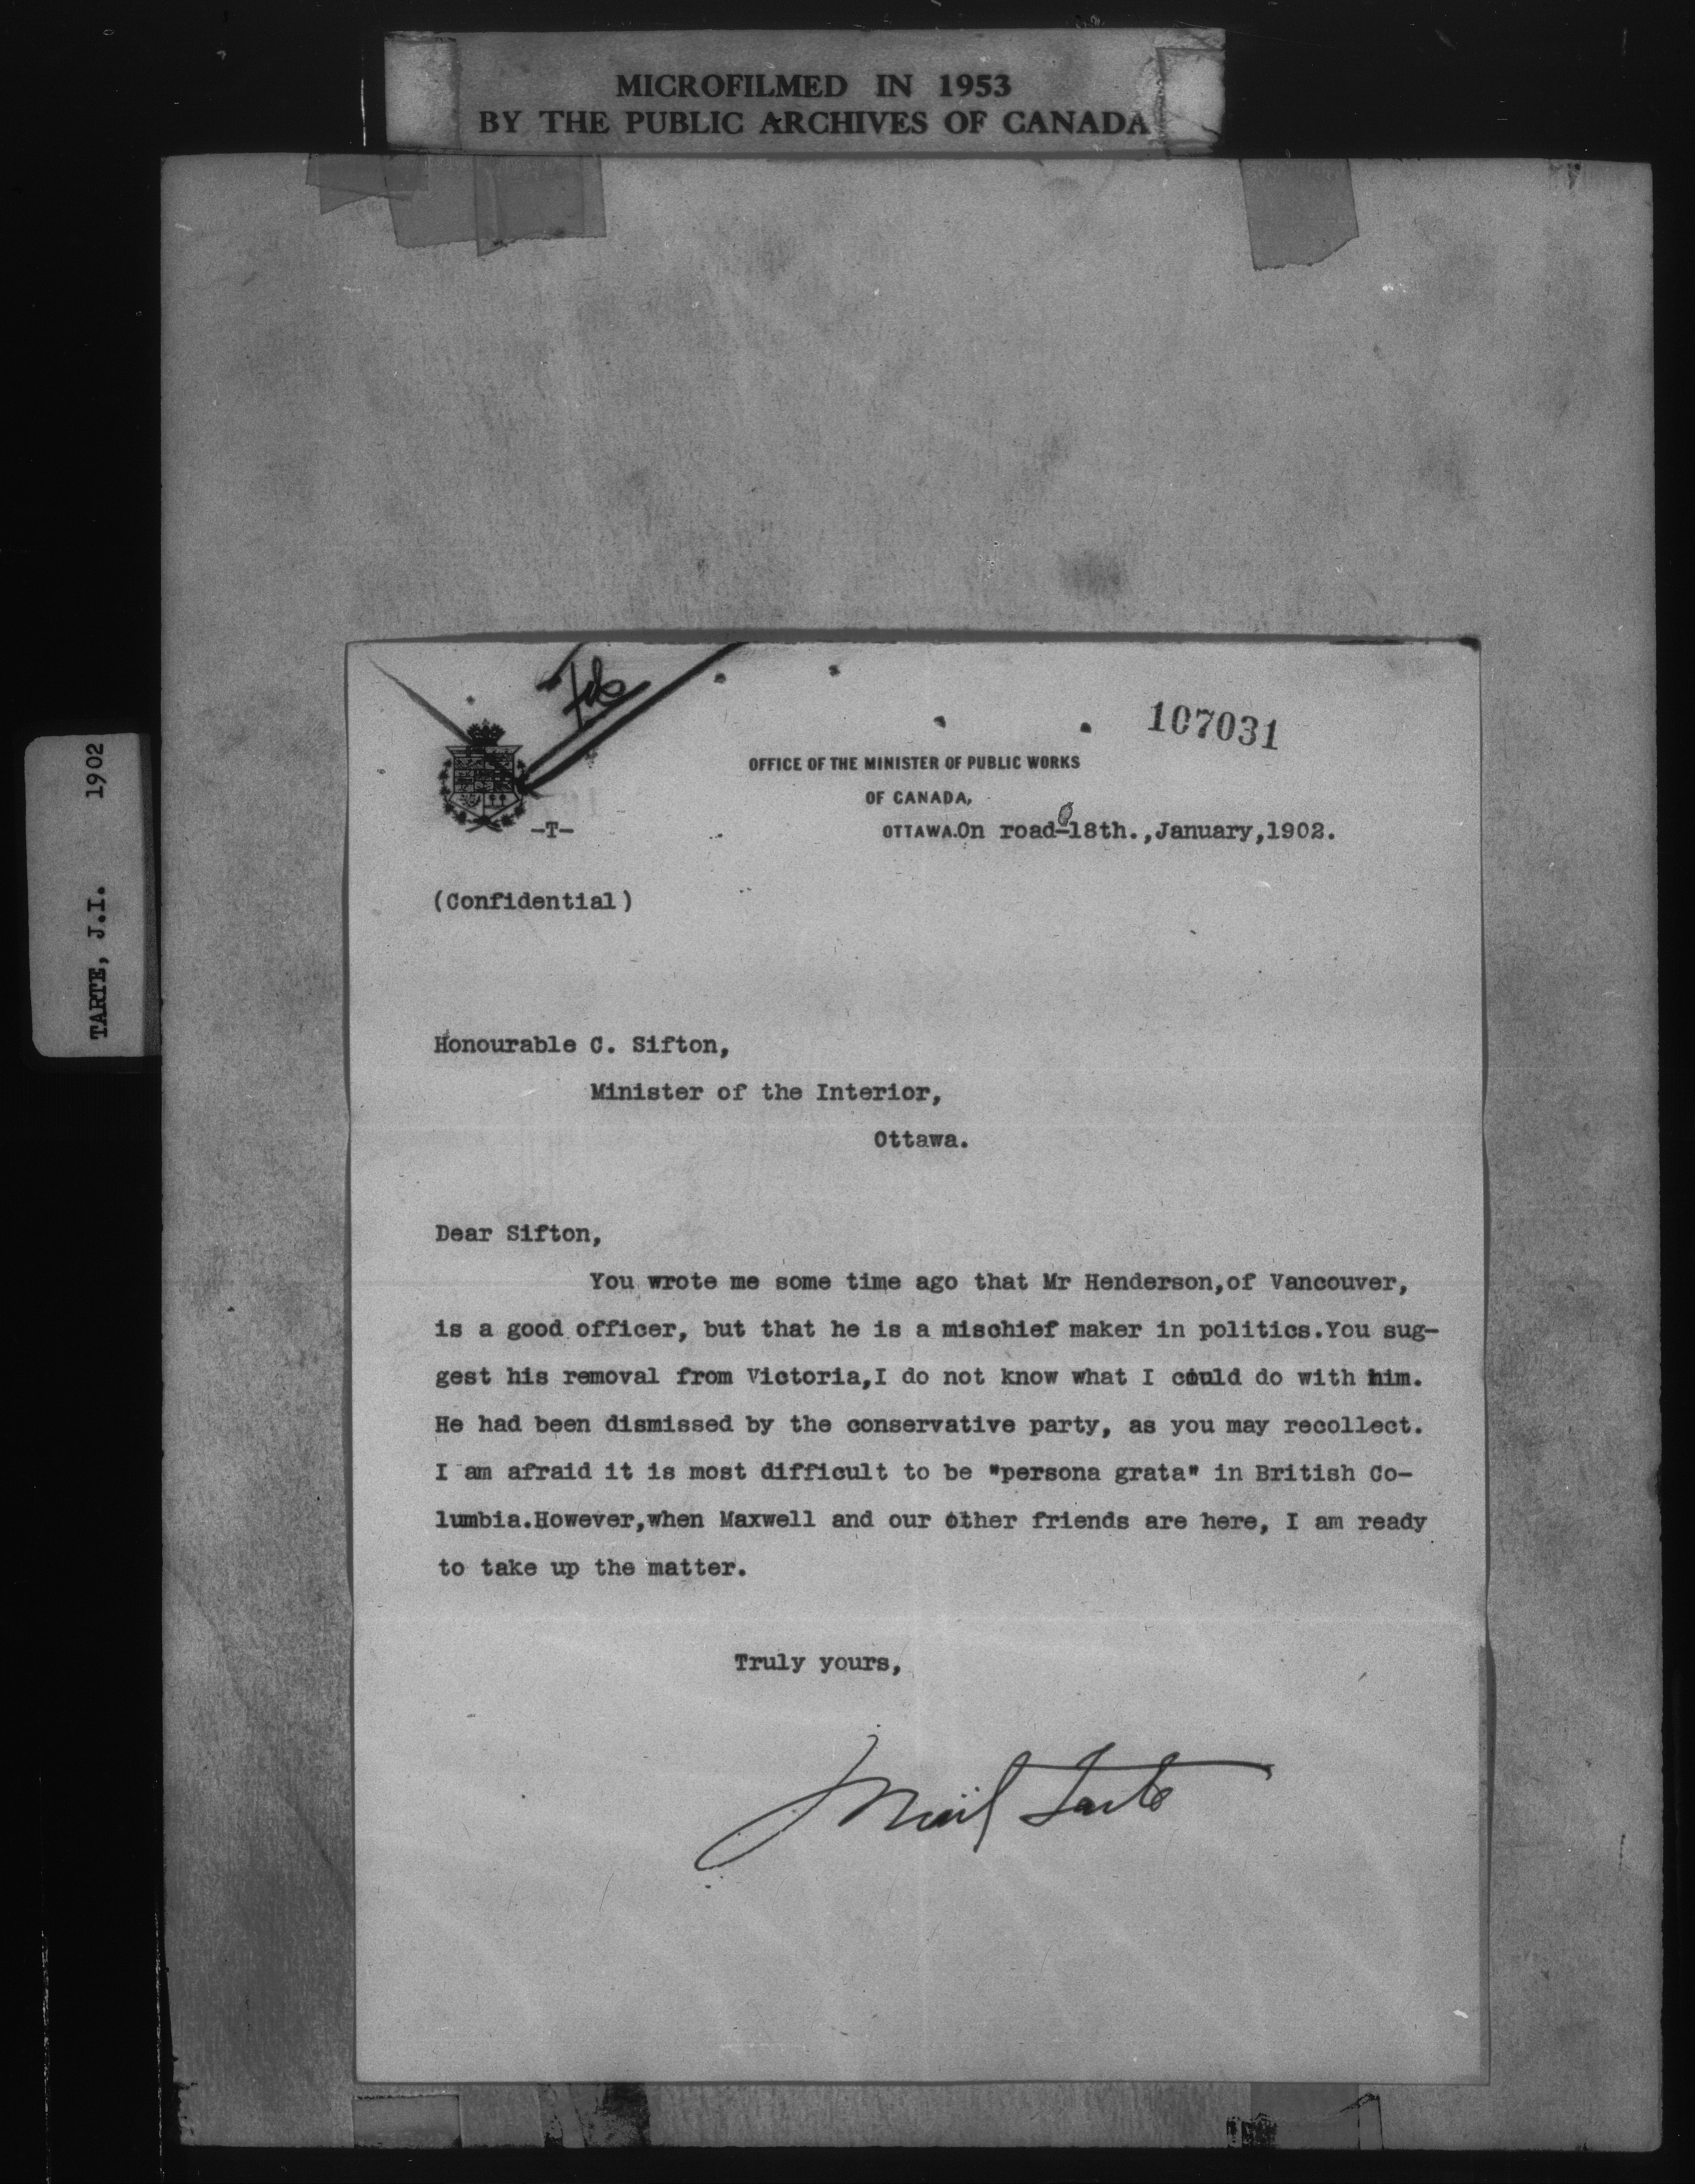 MICROFILMED IN 1953
BY THE PUBLIC ARCHIVES OF CANADA
TARTE, J.I. 1902
File
107031
OFFICE OF THE MINISTER OF PUBLIC WORKS
OF CANADA,
-T-
OTTAWA.On road-18th.,January,1902.
(Confidential)
Honourable C. Sifton,
Minister of the Interior,
Ottawa.
Dear Sifton,
You wrote me some time ago that Mr Henderson,of Vancouver,
is a good officer, but that he is a mischief maker in politics.You sug-
gest his removal from Victoria,I do not know what I could do with him.
He had been dismissed by the conservative party, as you may recollect.
I am afraid it is most difficult to be "persona grata" in British Co-
lumbia.However,when Maxwell and our other friends are here, I am ready
to take up the matter.
Truly yours,
J Israël Tarte